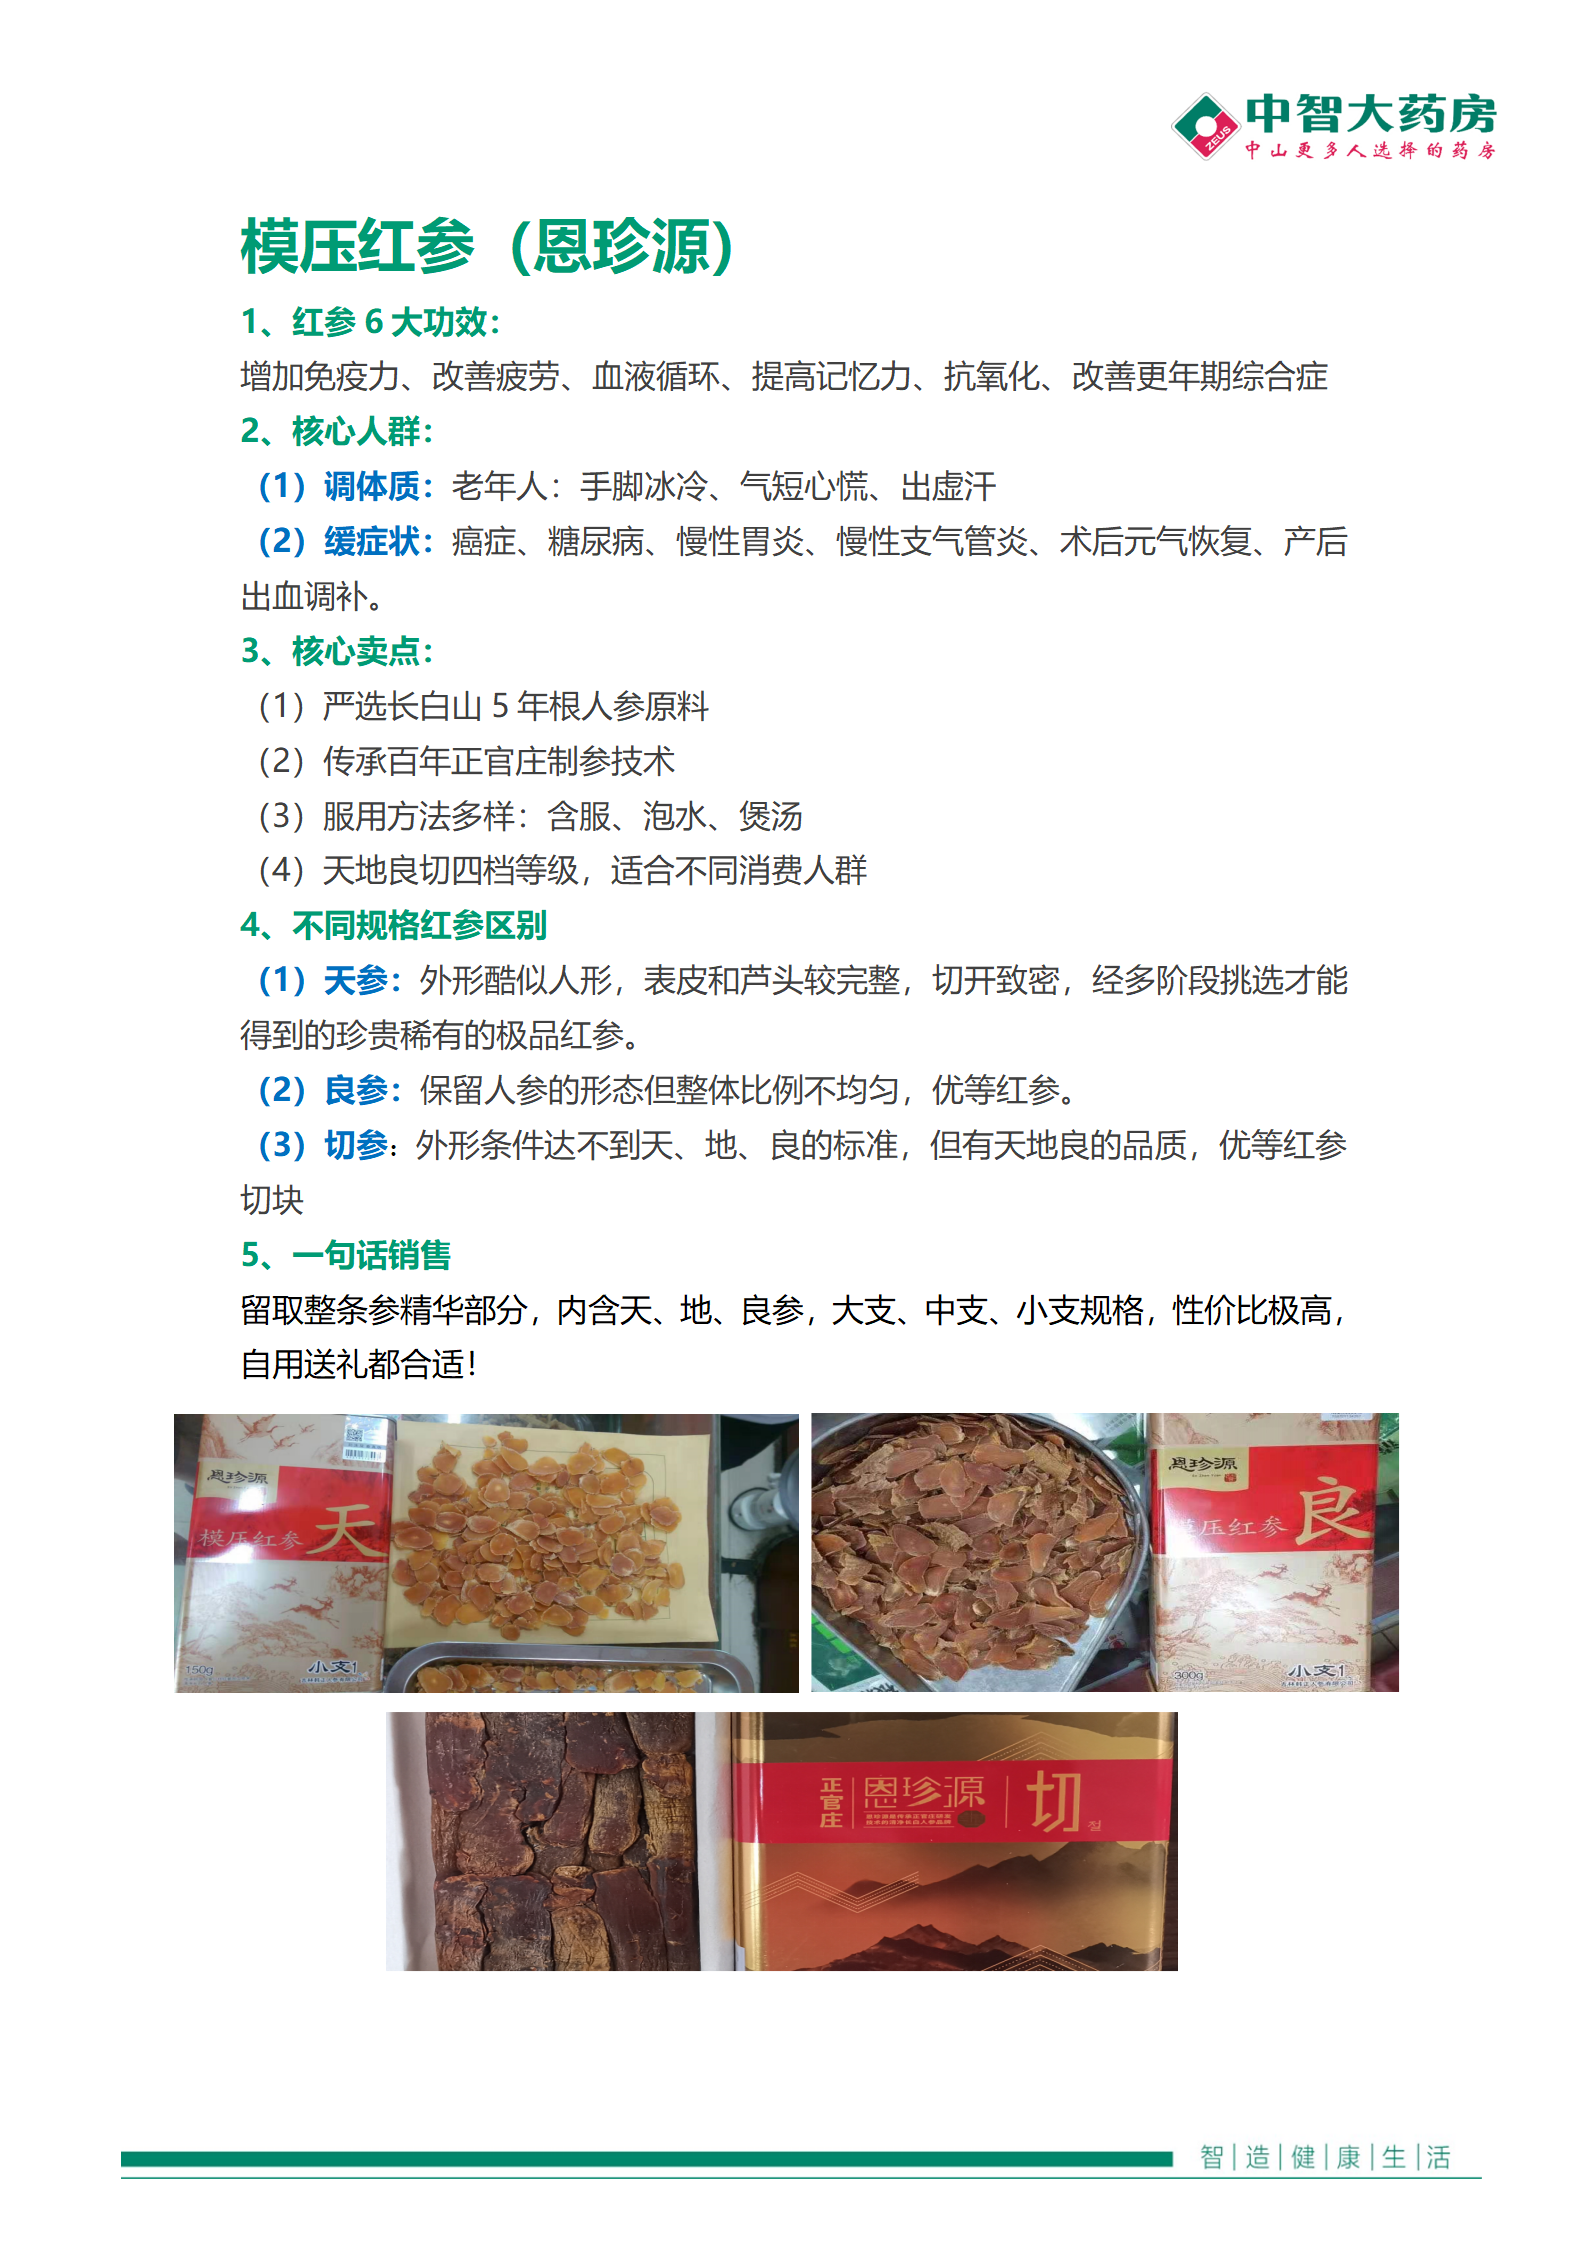 中智大药房
ZEUS
中山更多人选择的药房
模压红参（恩珍源）
1、红参 6 大功效：
增加免疫力、改善疲劳、血液循环、提高记忆力、抗氧化、改善更年期综合症
2、核心人群：
（1）调体质：老年人：手脚冰冷、气短心慌、出虚汗
（2）缓症状：癌症、糖尿病、慢性胃炎、慢性支气管炎、术后元气恢复、产后
出血调补。
3、核心卖点：
（1）严选长白山 5 年根人参原料
（2）传承百年正官庄制参技术
（3）服用方法多样：含服、泡水、煲汤
（4）天地良切四档等级，适合不同消费人群
4、不同规格红参区别
（1）天参：外形酷似人形，表皮和芦头较完整，切开致密，经多阶段挑选才能
得到的珍贵稀有的极品红参。
（2）良参：保留人参的形态但整体比例不均匀，优等红参。
（3）切参：外形条件达不到天、地、良的标准，但有天地良的品质，优等红参
切块
5、一句话销售
留取整条参精华部分，内含天、地、良参，大支、中支、小支规格，性价比极高，
自用送礼都合适！
恩珍源
模压红参 天
150g
小支1
恩珍源
模压红参 良
300g
小支1
正官庄 恩珍源 切 절
智造健康生活